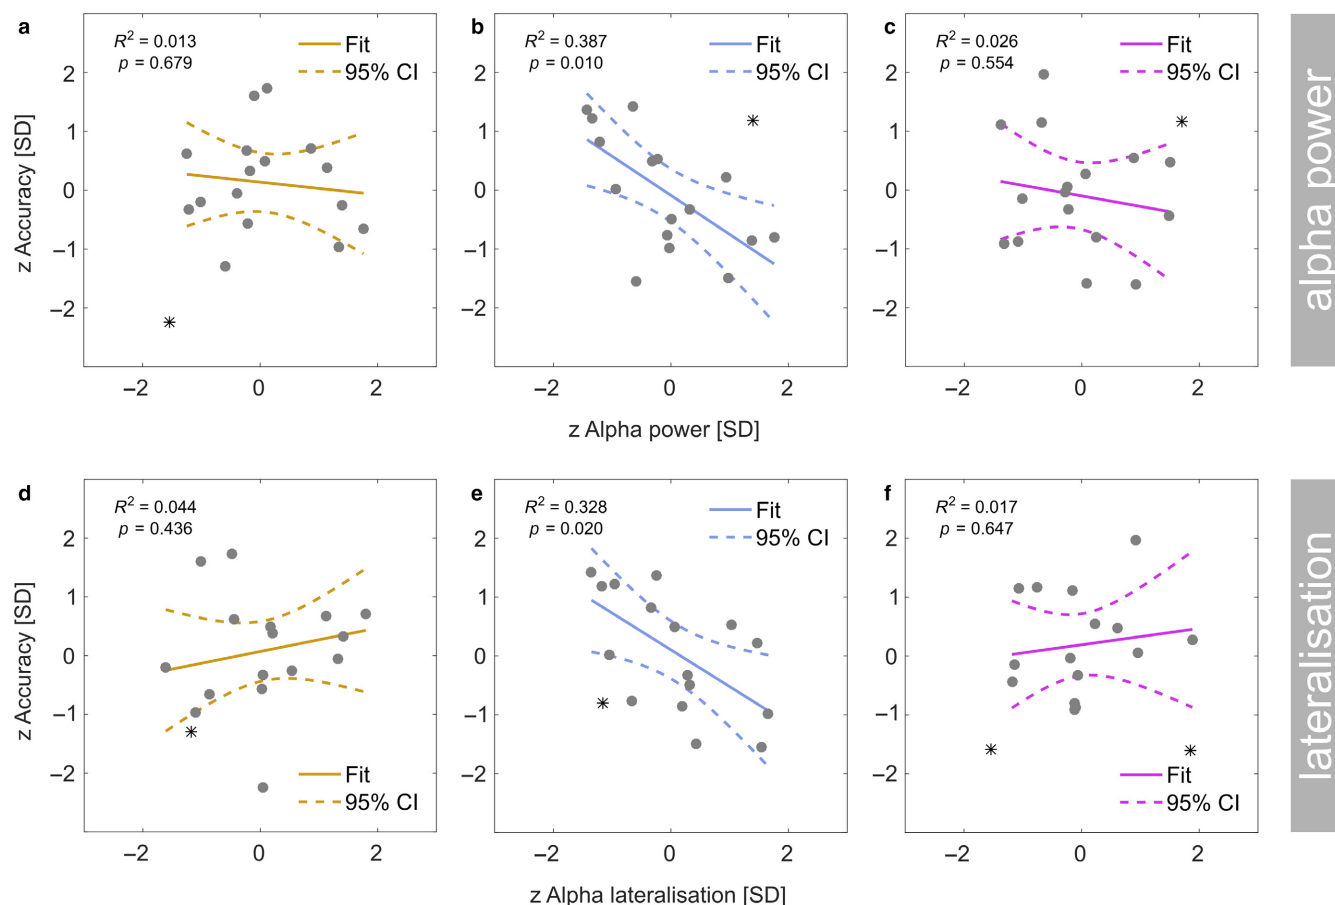 a
R² = 0.013
p = 0.679
Fit
95% CI
b
R² = 0.387
p = 0.010
Fit
95% CI
c
R² = 0.026
p = 0.554
Fit
95% CI
alpha power
z Accuracy [SD]
2
1
0
−1
−2
−2 0 2
2
1
0
−1
−2
−2 0 2
2
1
0
−1
−2
−2 0 2
z Alpha power [SD]
d
R² = 0.044
p = 0.436
Fit
95% CI
e
R² = 0.328
p = 0.020
Fit
95% CI
f
R² = 0.017
p = 0.647
Fit
95% CI
lateralisation
z Accuracy [SD]
2
1
0
−1
−2
−2 0 2
2
1
0
−1
−2
−2 0 2
2
1
0
−1
−2
−2 0 2
z Alpha lateralisation [SD]